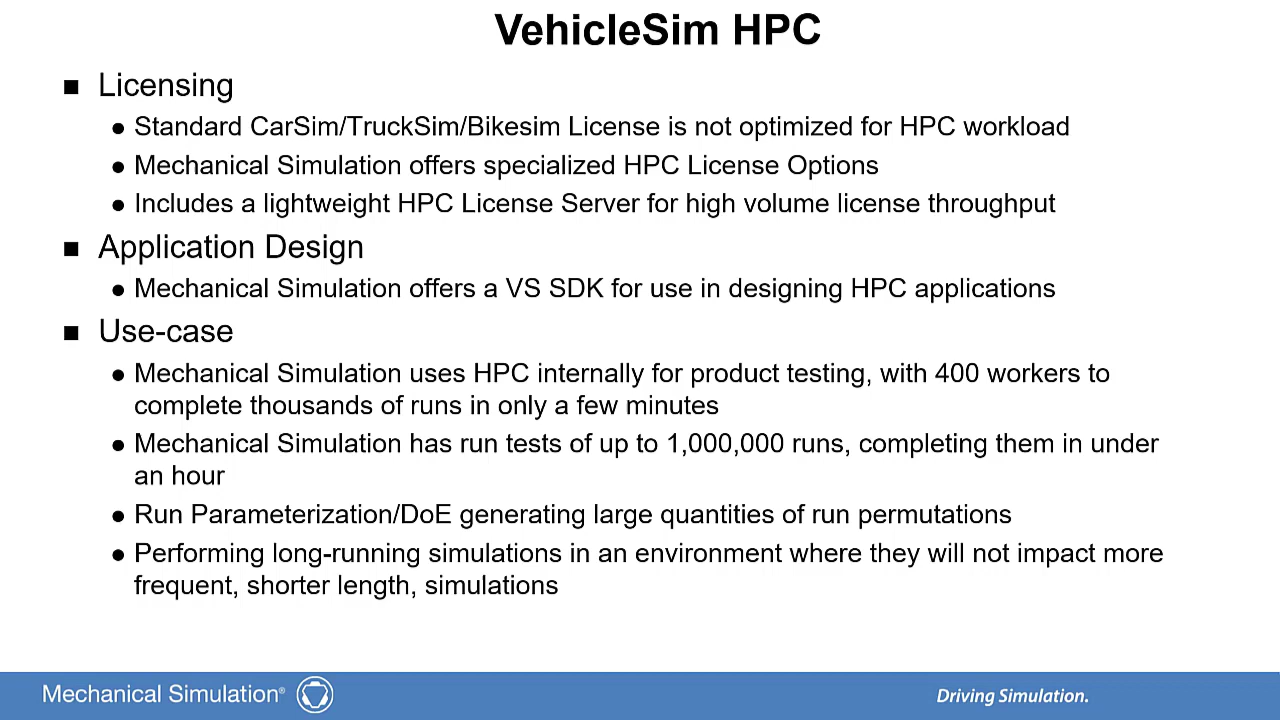 VehicleSim HPC
■ Licensing
● Standard CarSim/TruckSim/Bikesim License is not optimized for HPC workload
● Mechanical Simulation offers specialized HPC License Options
● Includes a lightweight HPC License Server for high volume license throughput
■ Application Design
● Mechanical Simulation offers a VS SDK for use in designing HPC applications
■ Use-case
● Mechanical Simulation uses HPC internally for product testing, with 400 workers to
complete thousands of runs in only a few minutes
● Mechanical Simulation has run tests of up to 1,000,000 runs, completing them in under
an hour
● Run Parameterization/DoE generating large quantities of run permutations
● Performing long-running simulations in an environment where they will not impact more
frequent, shorter length, simulations
Mechanical Simulation®
Driving Simulation.